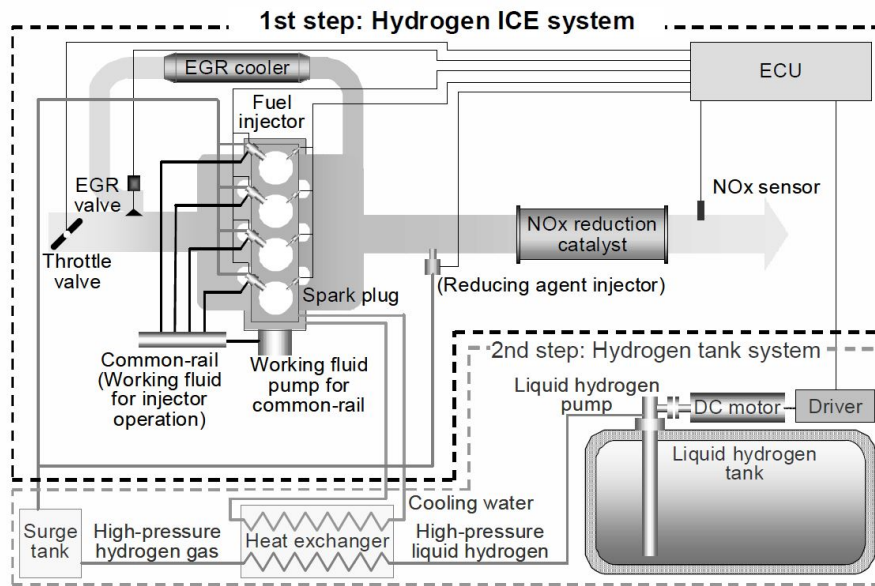 1st step: Hydrogen ICE system
EGR cooler
ECU
Fuel
injector
EGR
valve
NOx sensor
NOx reduction
catalyst
Throttle
valve
(Reducing agent injector)
Spark plug
Common-rail
(Working fluid
for injector
operation)
Working fluid
pump for
common-rail
2nd step: Hydrogen tank system
Liquid hydrogen
pump
DC motor
Driver
Liquid hydrogen
tank
Cooling water
Surge
tank
High-pressure
hydrogen gas
Heat exchanger
High-pressure
liquid hydrogen